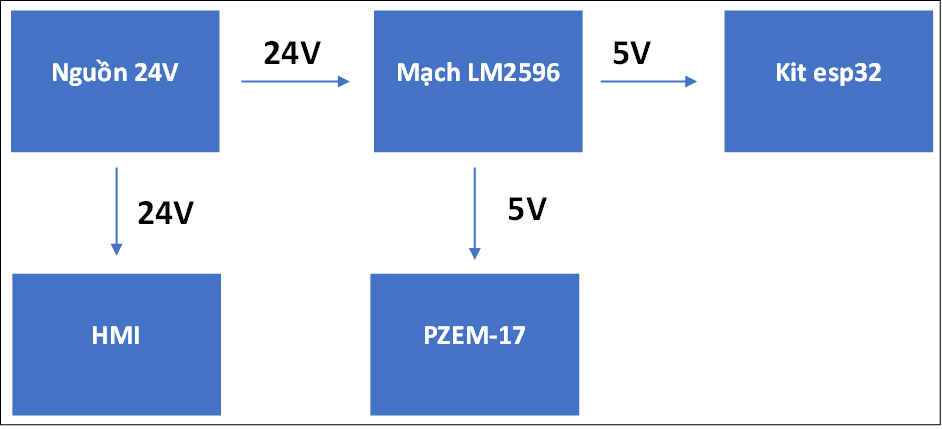 Nguồn 24V
24V
Mạch LM2596
5V
Kit esp32
24V
5V
HMI
PZEM-17